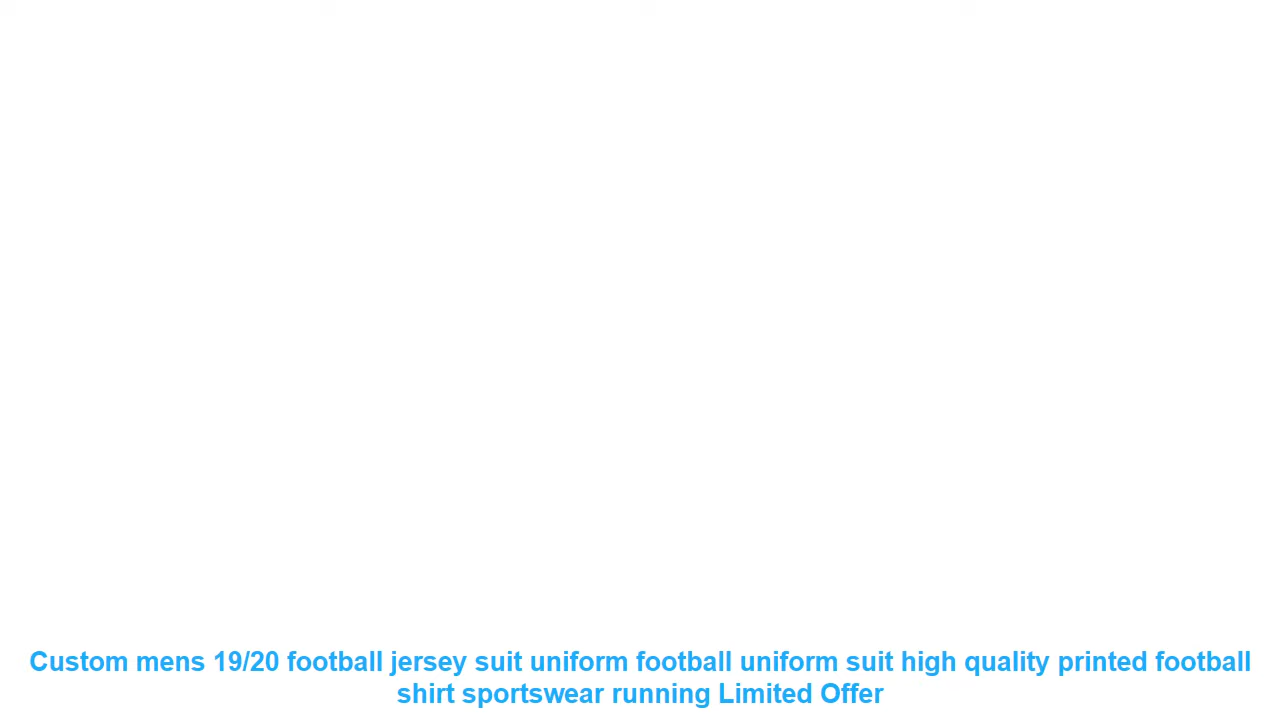 Custom mens 19/20 football jersey suit uniform football uniform suit high quality printed football
shirt sportswear running Limited Offer